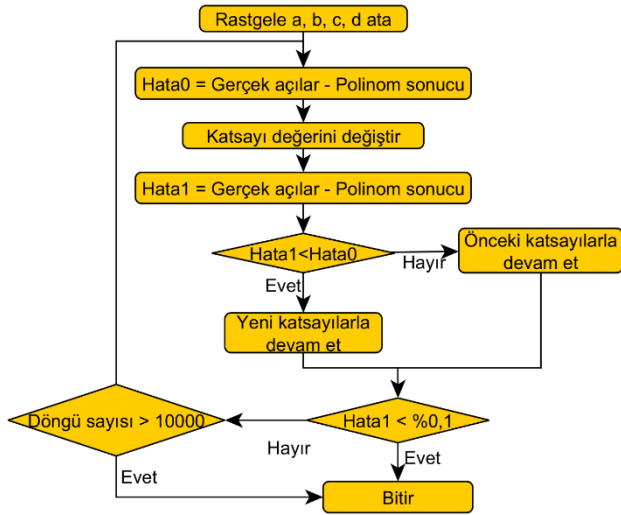 Rastgele a, b, c, d ata
Hata0 = Gerçek açılar - Polinom sonucu
Katsayı değerini değiştir
Hata1 = Gerçek açılar - Polinom sonucu
Hata1<Hata0
Hayır
Önceki katsayılarla
devam et
Evet
Yeni katsayılarla
devam et
Döngü sayısı > 10000
Hayır
Hata1 < %0,1
Evet
Evet
Bitir